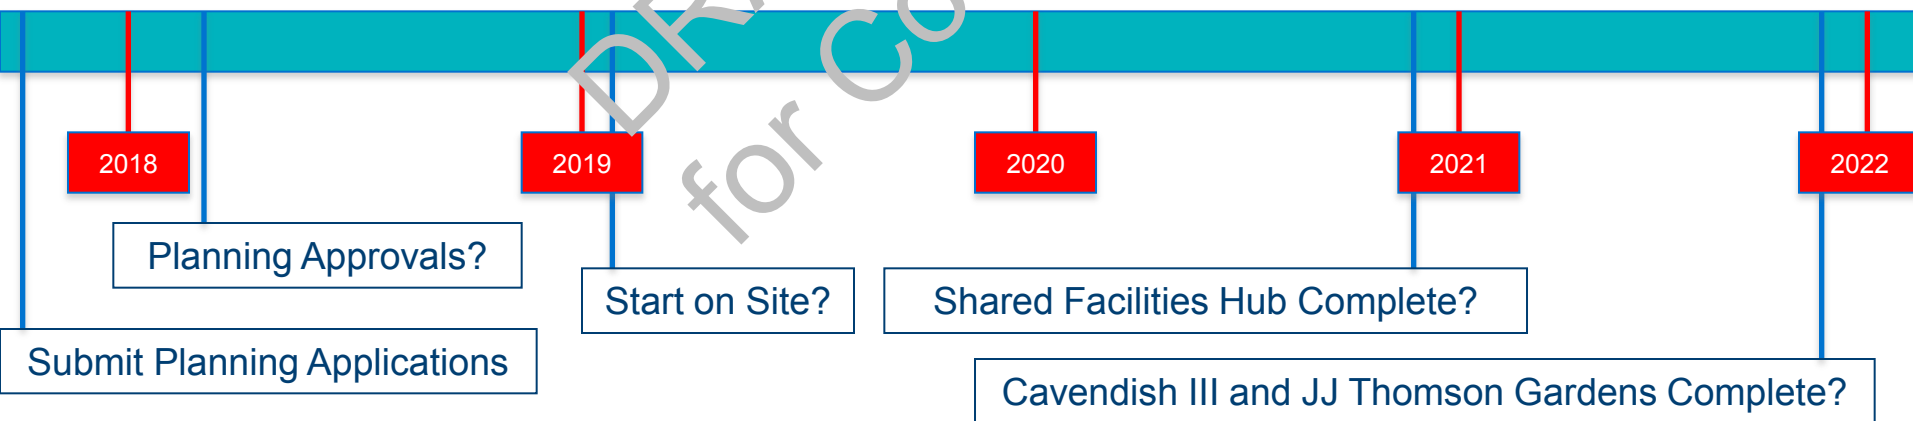 2018
2019
2020
2021
2022
Planning Approvals?
Start on Site?
Shared Facilities Hub Complete?
Submit Planning Applications
Cavendish III and JJ Thomson Gardens Complete?
for